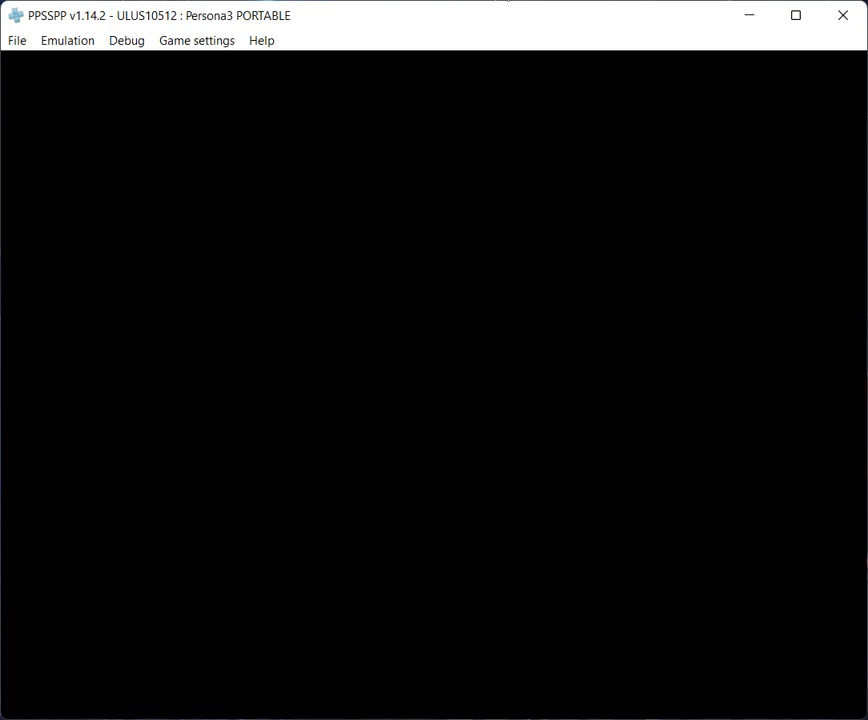 PPSSPP v1.14.2 - ULUS10512 : Persona3 PORTABLE
File Emulation Debug Game settings Help